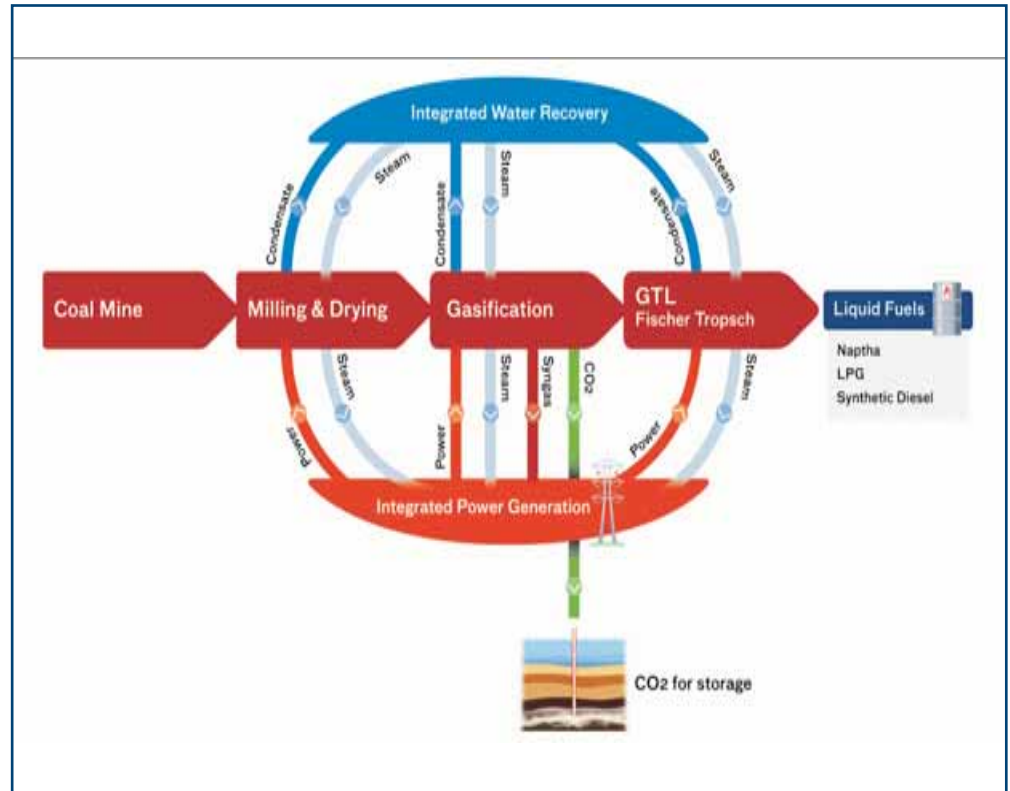 Integrated Water Recovery
Condensate
Steam
Condensate
Steam
Condensate
Steam
Coal Mine
Milling & Drying
Gasification
GTL
Fischer Tropsch
Liquid Fuels
Naptha
LPG
Synthetic Diesel
Power
Steam
Power
Steam
Syngas
CO2
Power
Steam
Integrated Power Generation
CO2 for storage